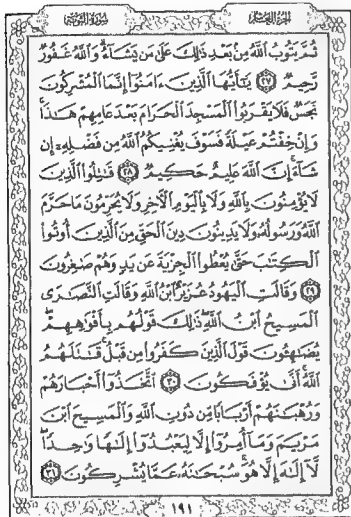 الجزء العاشر سورة التوبة
ثُمَّ يَتُوبُ اللَّهُ مِنۢ بَعْدِ ذَٰلِكَ عَلَىٰ مَن يَشَآءُ وَٱللَّهُ غَفُورٌ
رَّحِيمٌ ٢٧ يَٰٓأَيُّهَا ٱلَّذِينَ ءَامَنُوٓا۟ إِنَّمَا ٱلْمُشْرِكُونَ
نَجَسٌ فَلَا يَقْرَبُوا۟ ٱلْمَسْجِدَ ٱلْحَرَامَ بَعْدَ عَامِهِمْ هَٰذَا
وَإِنْ خِفْتُمْ عَيْلَةً فَسَوْفَ يُغْنِيكُمُ ٱللَّهُ مِن فَضْلِهِۦٓ إِن
شَآءَ إِنَّ ٱللَّهَ عَلِيمٌ حَكِيمٌ ٢٨ قَٰتِلُوا۟ ٱلَّذِينَ
لَا يُؤْمِنُونَ بِٱللَّهِ وَلَا بِٱلْيَوْمِ ٱلْءَاخِرِ وَلَا يُحَرِّمُونَ مَا حَرَّمَ
ٱللَّهُ وَرَسُولُهُۥ وَلَا يَدِينُونَ دِينَ ٱلْحَقِّ مِنَ ٱلَّذِينَ أُوتُوا۟
ٱلْكِتَٰبَ حَتَّىٰ يُعْطُوا۟ ٱلْجِزْيَةَ عَن يَدٍ وَهُمْ صَٰغِرُونَ
٢٩ وَقَالَتِ ٱلْيَهُودُ عُزَيْرٌ ٱبْنُ ٱللَّهِ وَقَالَتِ ٱلنَّصَٰرَى
ٱلْمَسِيحُ ٱبْنُ ٱللَّهِ ذَٰلِكَ قَوْلُهُم بِأَفْوَٰهِهِمْ
يُضَٰهِـُٔونَ قَوْلَ ٱلَّذِينَ كَفَرُوا۟ مِن قَبْلُ قَٰتَلَهُمُ
ٱللَّهُ أَنَّىٰ يُؤْفَكُونَ ٣٠ ٱتَّخَذُوٓا۟ أَحْبَارَهُمْ
وَرُهْبَٰنَهُمْ أَرْبَابًا مِّن دُونِ ٱللَّهِ وَٱلْمَسِيحَ ٱبْنَ
مَرْيَمَ وَمَآ أُمِرُوٓا۟ إِلَّا لِيَعْبُدُوٓا۟ إِلَٰهًا وَٰحِدًا
لَّآ إِلَٰهَ إِلَّا هُوَ سُبْحَٰنَهُۥ عَمَّا يُشْرِكُونَ ٣١
١٩١